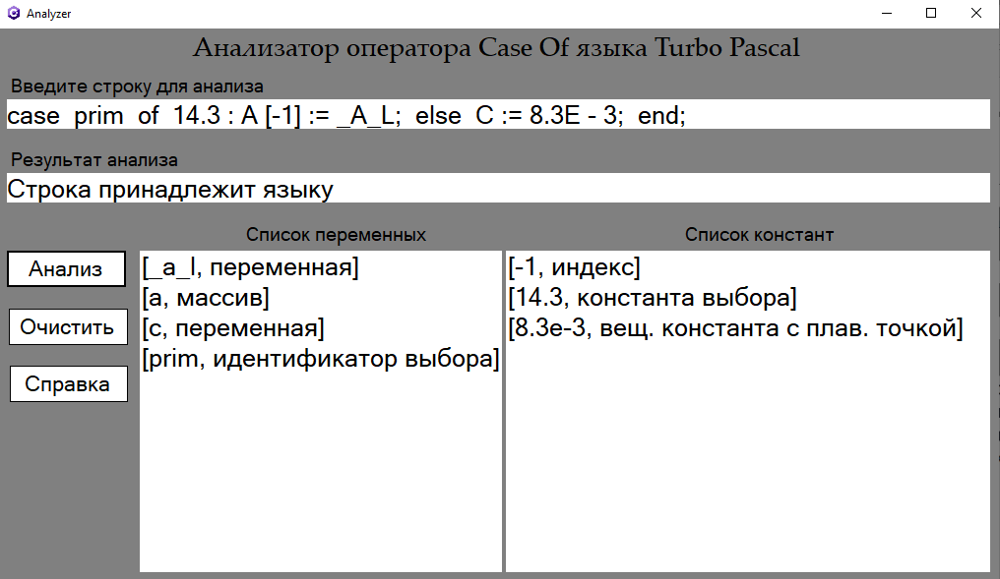 Analyzer
Анализатор оператора Case Of языка Turbo Pascal
Введите строку для анализа
case  prim  of  14.3 : A [-1] := _A_L;  else  C := 8.3E - 3;  end;
Результат анализа
Строка принадлежит языку
Список переменных
Список констант
Анализ
Очистить
Справка
[_a_l, переменная]
[a, массив]
[c, переменная]
[prim, идентификатор выбора]
[-1, индекс]
[14.3, константа выбора]
[8.3e-3, вещ. константа с плав. точкой]